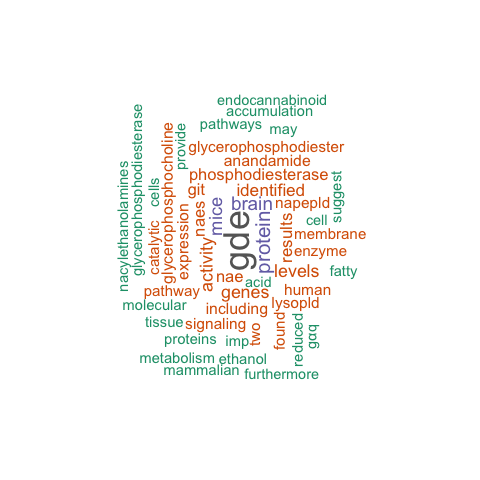 endocannabinoid
accumulation
pathways may
glycerophosphodiester
anandamide
phosphodiesterase
git identified
brain napepld
nacylethanolamines
glycerophosphodiesterase
cells
catalytic
glycerophosphocholine
provide
expression
naes
activity
mice
gde
protein
results
cell
suggest
membrane
enzyme
nae acid levels fatty
pathway genes human
molecular including lysopld
tissue signaling
two
found
reduced
gαq
proteins imp
metabolism ethanol
mammalian furthermore